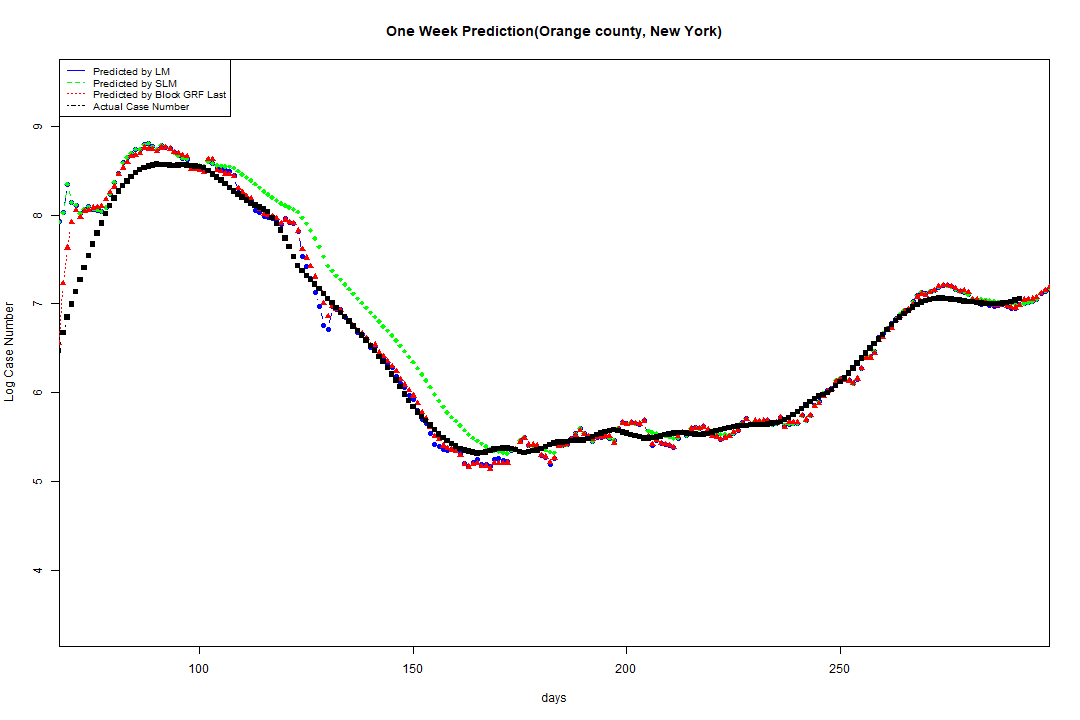 One Week Prediction(Orange county, New York)
Predicted by LM
Predicted by SLM
Predicted by Block GRF Last
Actual Case Number
9
8
7
6
5
4
Log Case Number
100 150 200 250
days